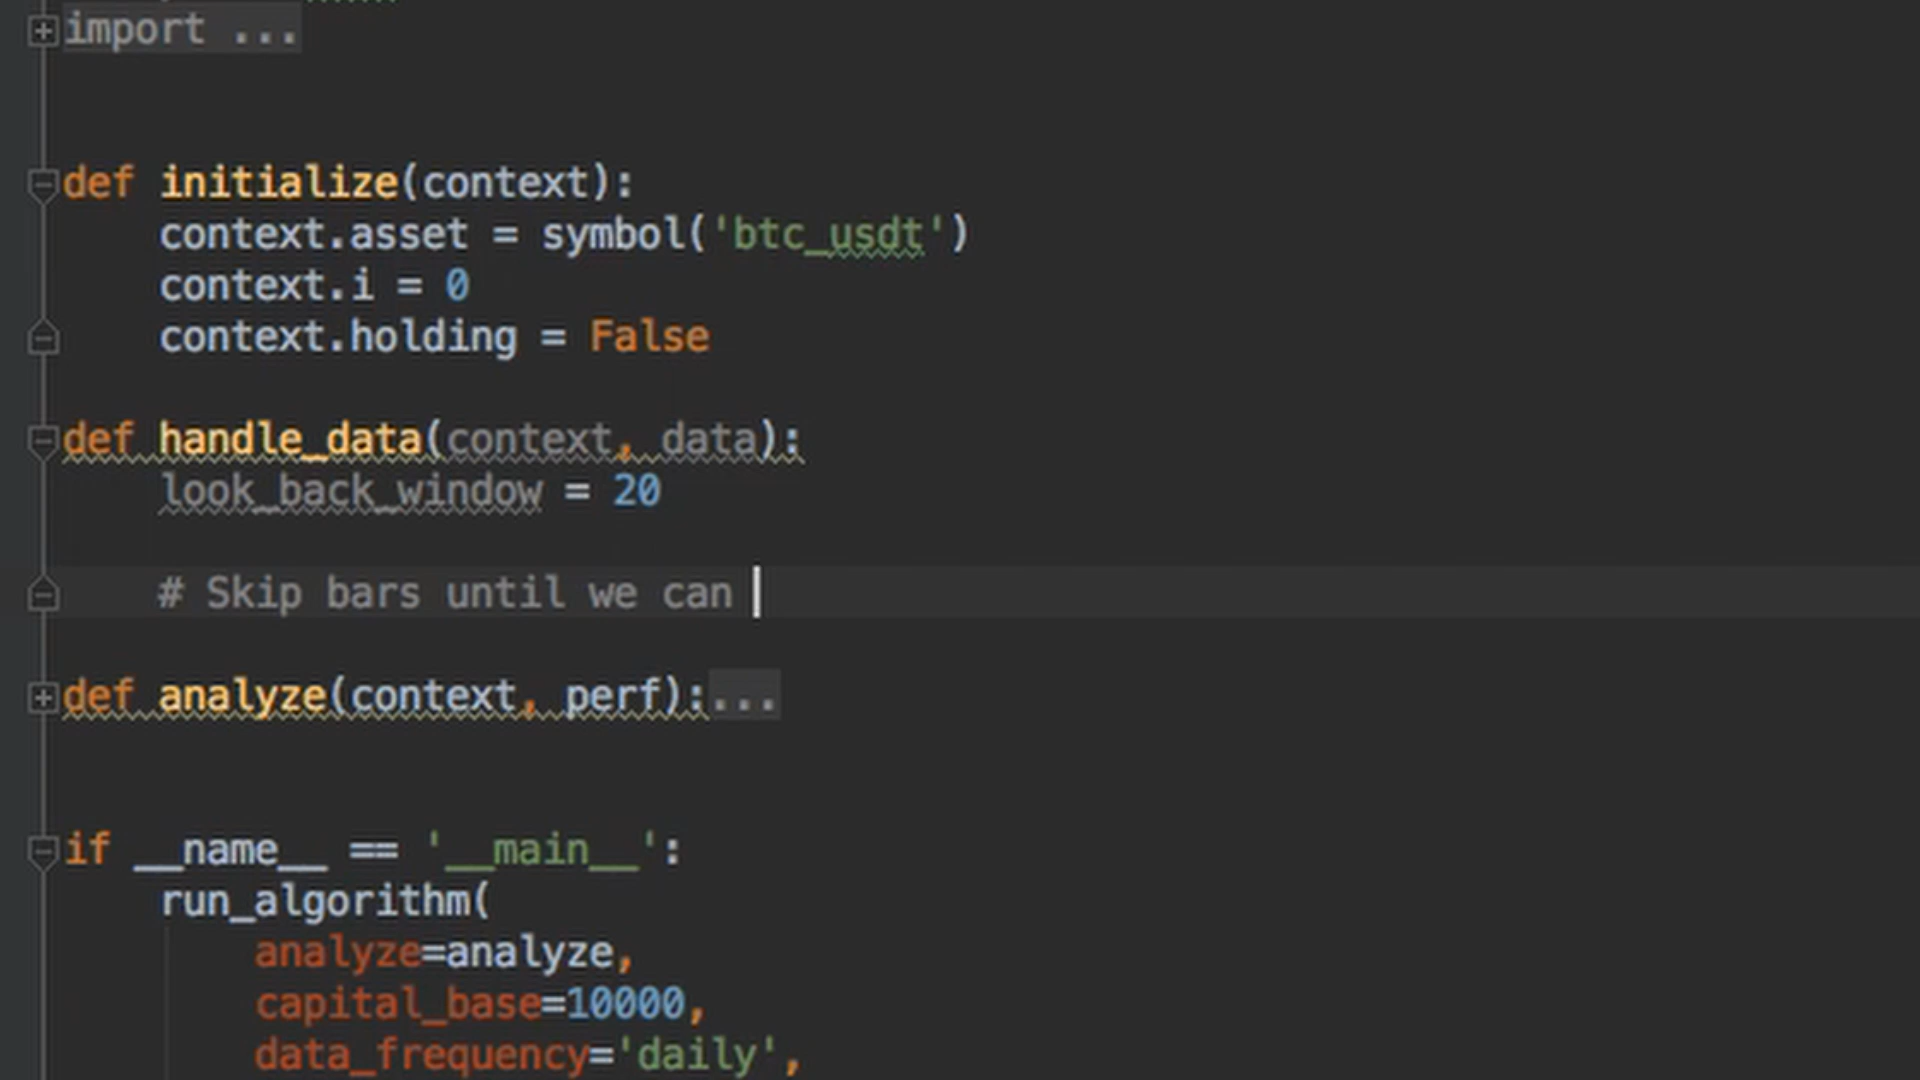 import ...
def initialize(context):
context.asset = symbol('btc_usdt')
context.i = 0
context.holding = False
def handle_data(context, data):
look_back_window = 20
# Skip bars until we can
def analyze(context, perf):...
if __name__ == '__main__':
run_algorithm(
analyze=analyze,
capital_base=10000,
data_frequency='daily',